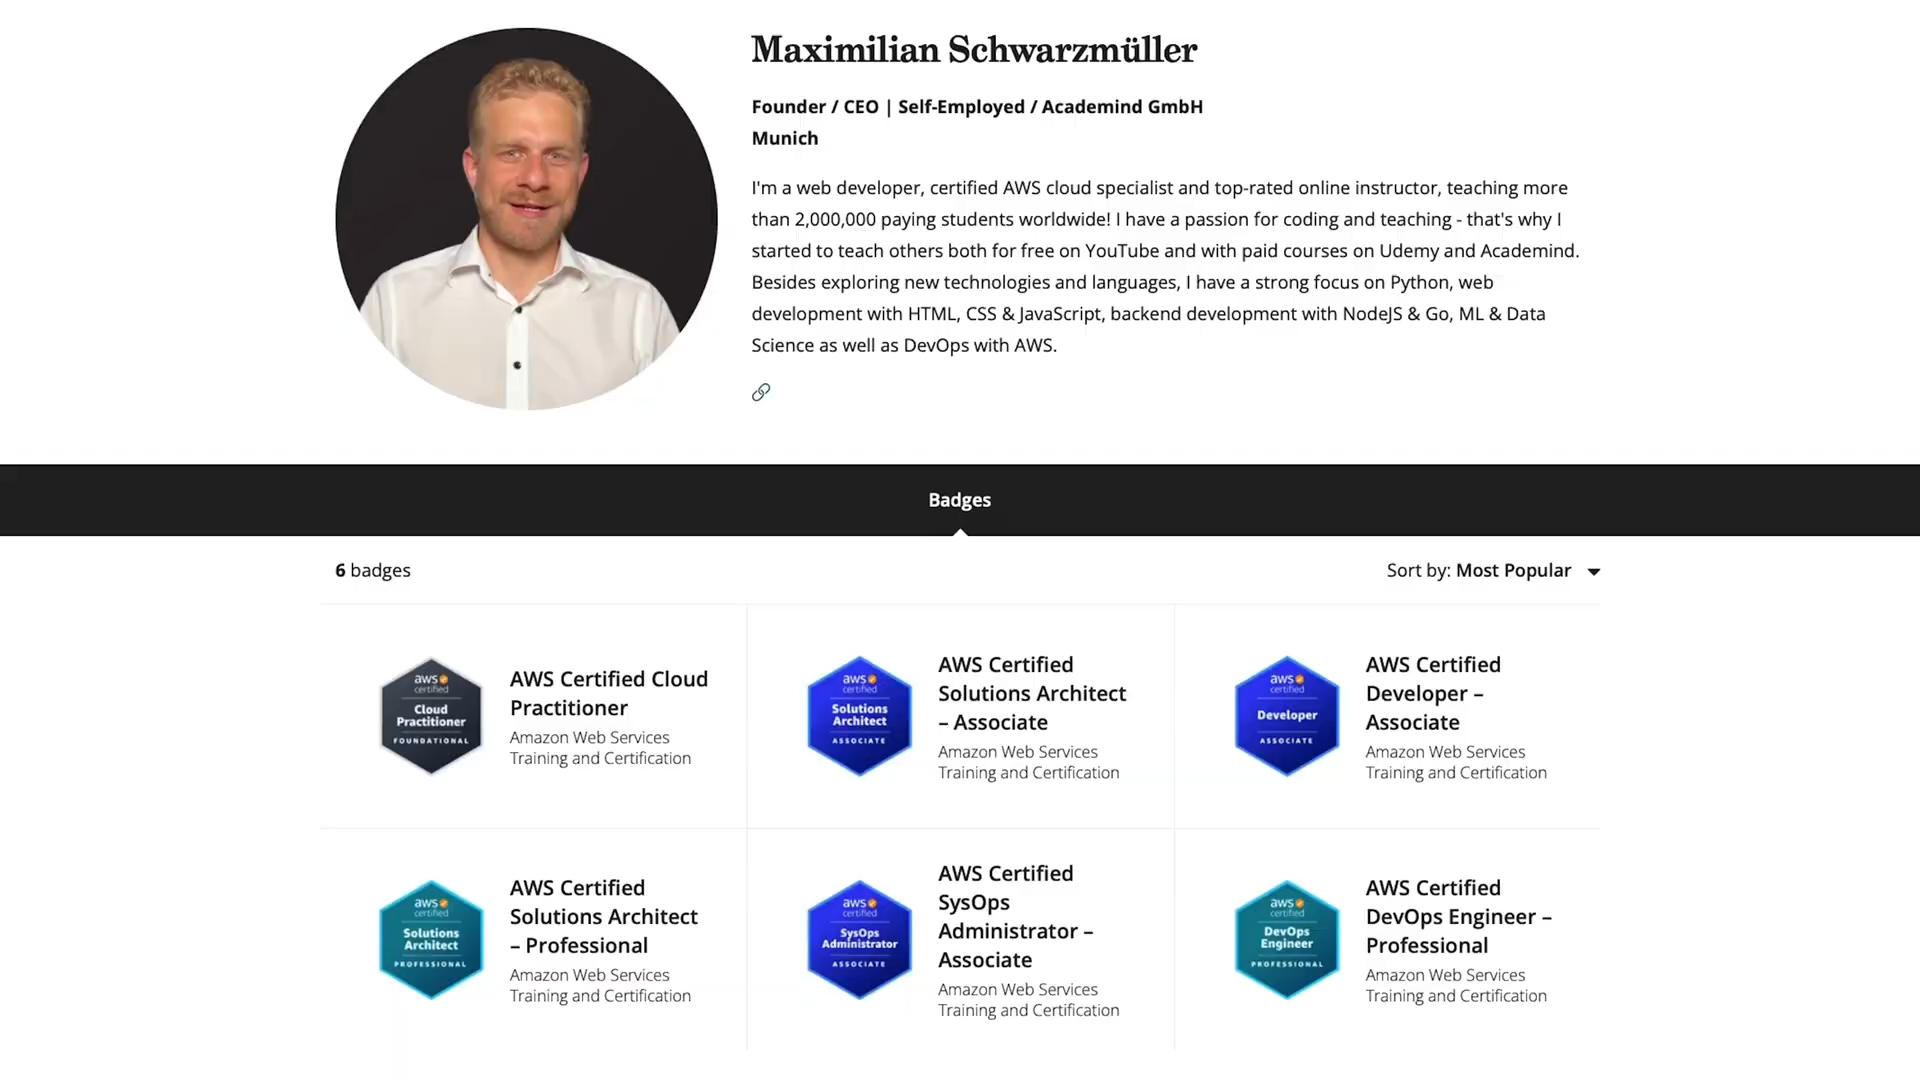 Maximilian Schwarzmüller
Founder / CEO | Self-Employed / Academind GmbH
Munich
I'm a web developer, certified AWS cloud specialist and top-rated online instructor, teaching more
than 2,000,000 paying students worldwide! I have a passion for coding and teaching - that's why I
started to teach others both for free on YouTube and with paid courses on Udemy and Academind.
Besides exploring new technologies and languages, I have a strong focus on Python, web
development with HTML, CSS & JavaScript, backend development with NodeJS & Go, ML & Data
Science as well as DevOps with AWS.
Badges
6 badges
Sort by: Most Popular
aws
certified
Cloud
Practitioner
FOUNDATIONAL
AWS Certified Cloud
Practitioner
Amazon Web Services
Training and Certification
aws
certified
Solutions
Architect
ASSOCIATE
AWS Certified
Solutions Architect
– Associate
Amazon Web Services
Training and Certification
aws
certified
Developer
ASSOCIATE
AWS Certified
Developer –
Associate
Amazon Web Services
Training and Certification
aws
certified
Solutions
Architect
PROFESSIONAL
AWS Certified
Solutions Architect
– Professional
Amazon Web Services
Training and Certification
aws
certified
SysOps
Administrator
ASSOCIATE
AWS Certified
SysOps
Administrator –
Associate
Amazon Web Services
Training and Certification
aws
certified
DevOps
Engineer
PROFESSIONAL
AWS Certified
DevOps Engineer –
Professional
Amazon Web Services
Training and Certification